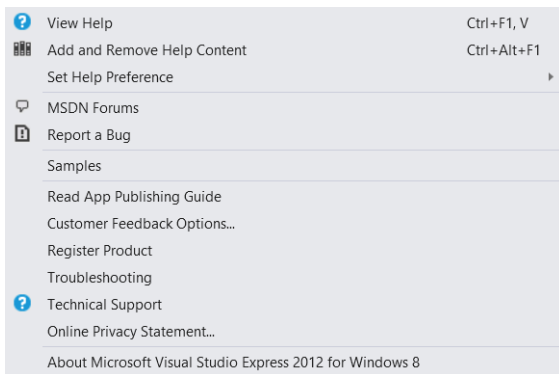 View Help Ctrl+F1, V
Add and Remove Help Content Ctrl+Alt+F1
Set Help Preference
MSDN Forums
Report a Bug
Samples
Read App Publishing Guide
Customer Feedback Options...
Register Product
Troubleshooting
Technical Support
Online Privacy Statement...
About Microsoft Visual Studio Express 2012 for Windows 8